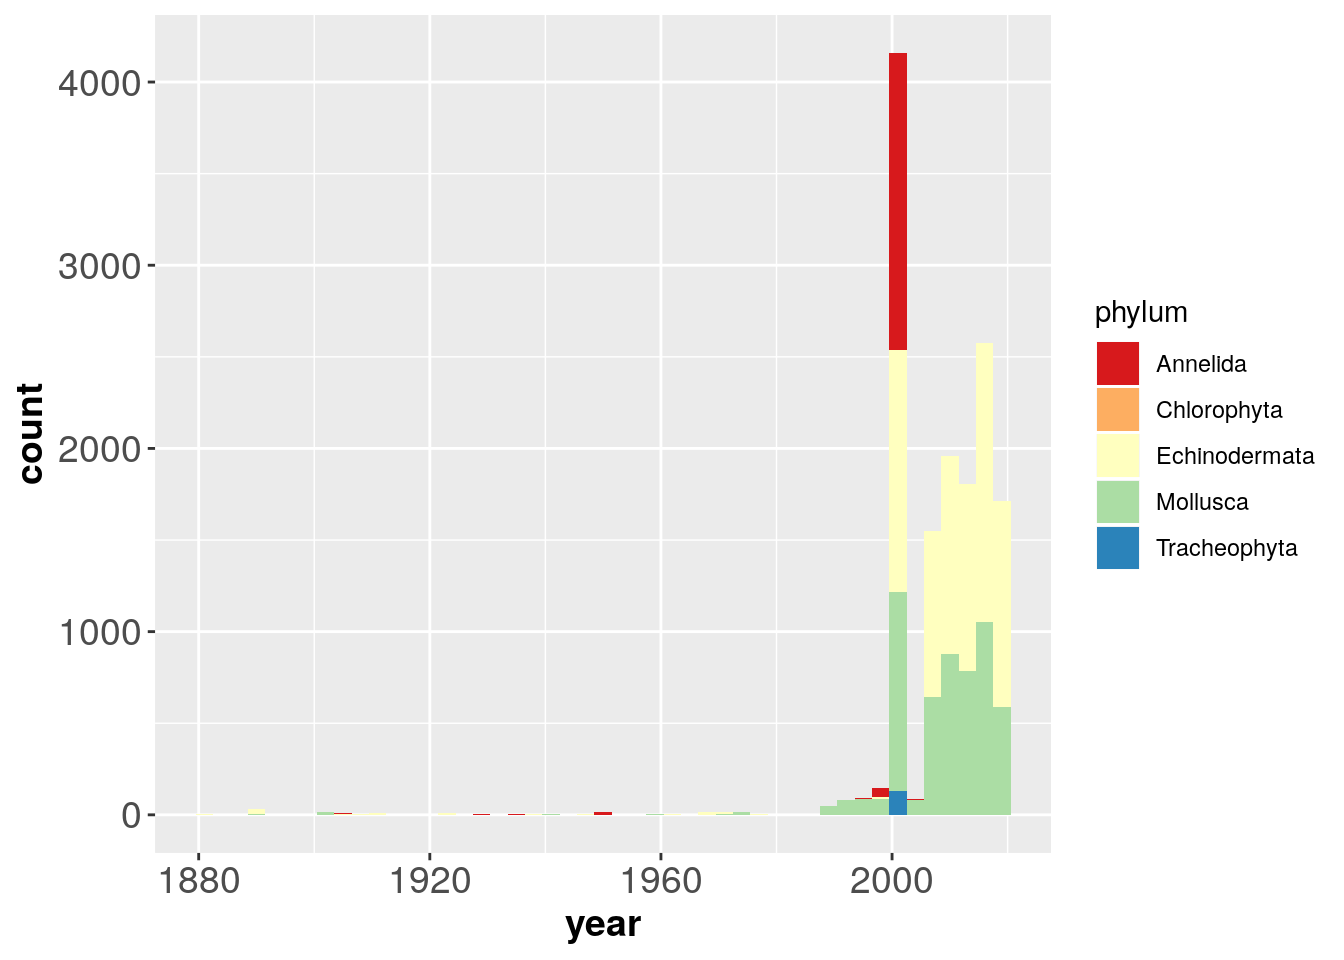 4000
3000
2000
1000
0
count
1880 1920 1960 2000
year
phylum
Annelida
Chlorophyta
Echinodermata
Mollusca
Tracheophyta